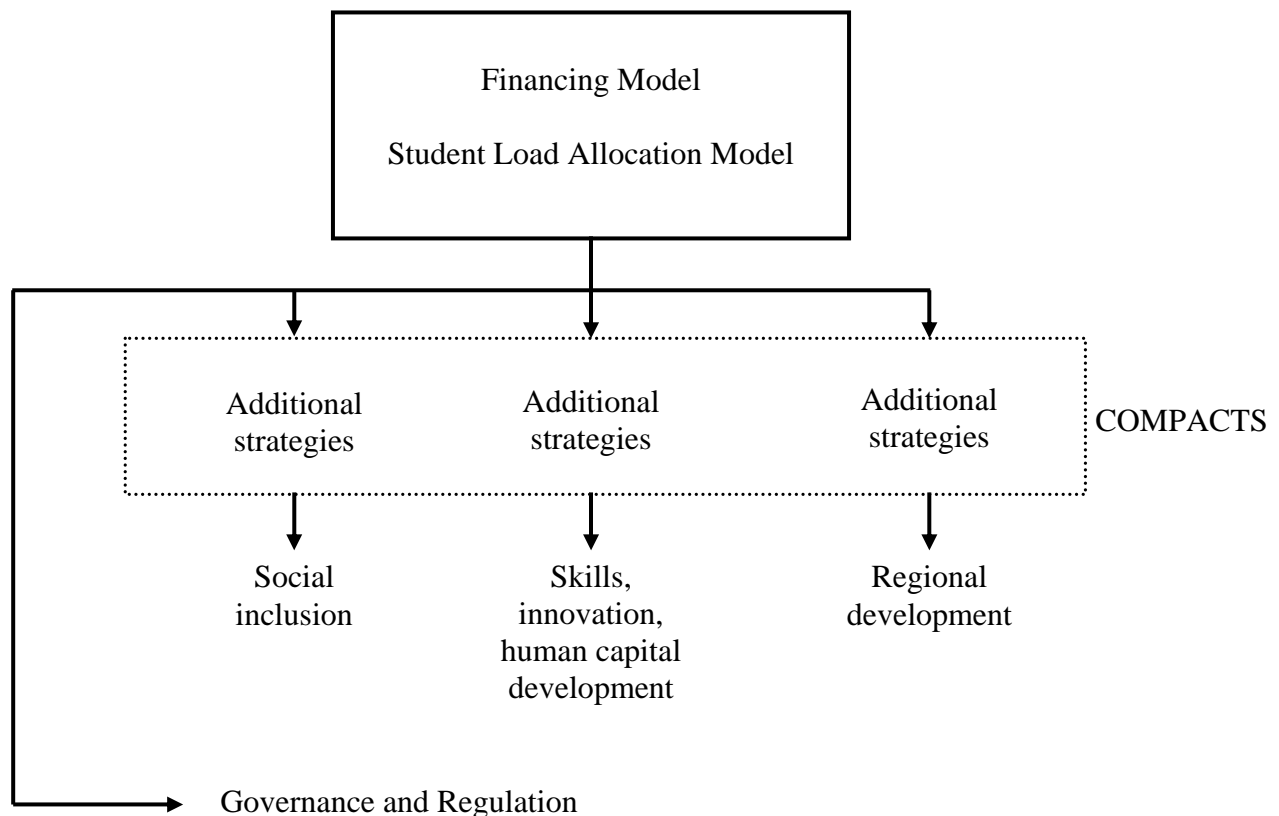 Financing Model
Student Load Allocation Model
Additional
strategies
Additional
strategies
Additional
strategies
COMPACTS
Social
inclusion
Skills,
innovation,
human capital
development
Regional
development
Governance and Regulation